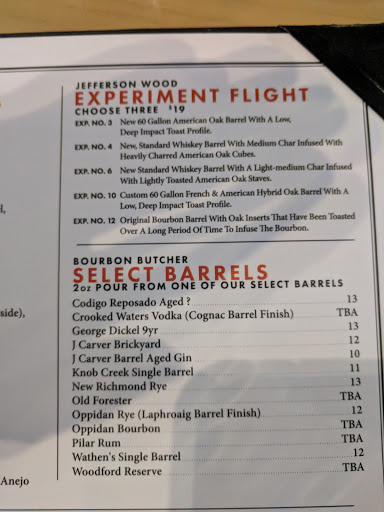 JEFFERSON WOOD
EXPERIMENT FLIGHT
CHOOSE THREE $19
EXP. NO. 3 New 60 Gallon American Oak Barrel With A Low,
Deep Impact Toast Profile.
EXP. NO. 4 New, Standard Whiskey Barrel With Medium Char Infused With
Heavily Charred American Oak Cubes.
EXP. NO. 6 New Standard Whiskey Barrel With A Light-medium Char Infused
With Lightly Toasted American Oak Staves.
EXP. NO. 10 Custom 60 Gallon French & American Hybrid Oak Barrel With A
Low, Deep Impact Toast Profile.
EXP. NO. 12 Original Bourbon Barrel With Oak Inserts That Have Been Toasted
Over A Long Period Of Time To Infuse The Bourbon.
BOURBON BUTCHER
SELECT BARRELS
2oz POUR FROM ONE OF OUR SELECT BARRELS
Codigo Reposado Aged ? 13
Crooked Waters Vodka (Cognac Barrel Finish) TBA
George Dickel 9yr 13
J Carver Brickyard 12
J Carver Barrel Aged Gin 10
Knob Creek Single Barrel 11
New Richmond Rye 13
Old Forester TBA
Oppidan Rye (Laphroaig Barrel Finish) 12
Oppidan Bourbon TBA
Pilar Rum TBA
Wathen's Single Barrel 12
Woodford Reserve TBA
side),
Anejo